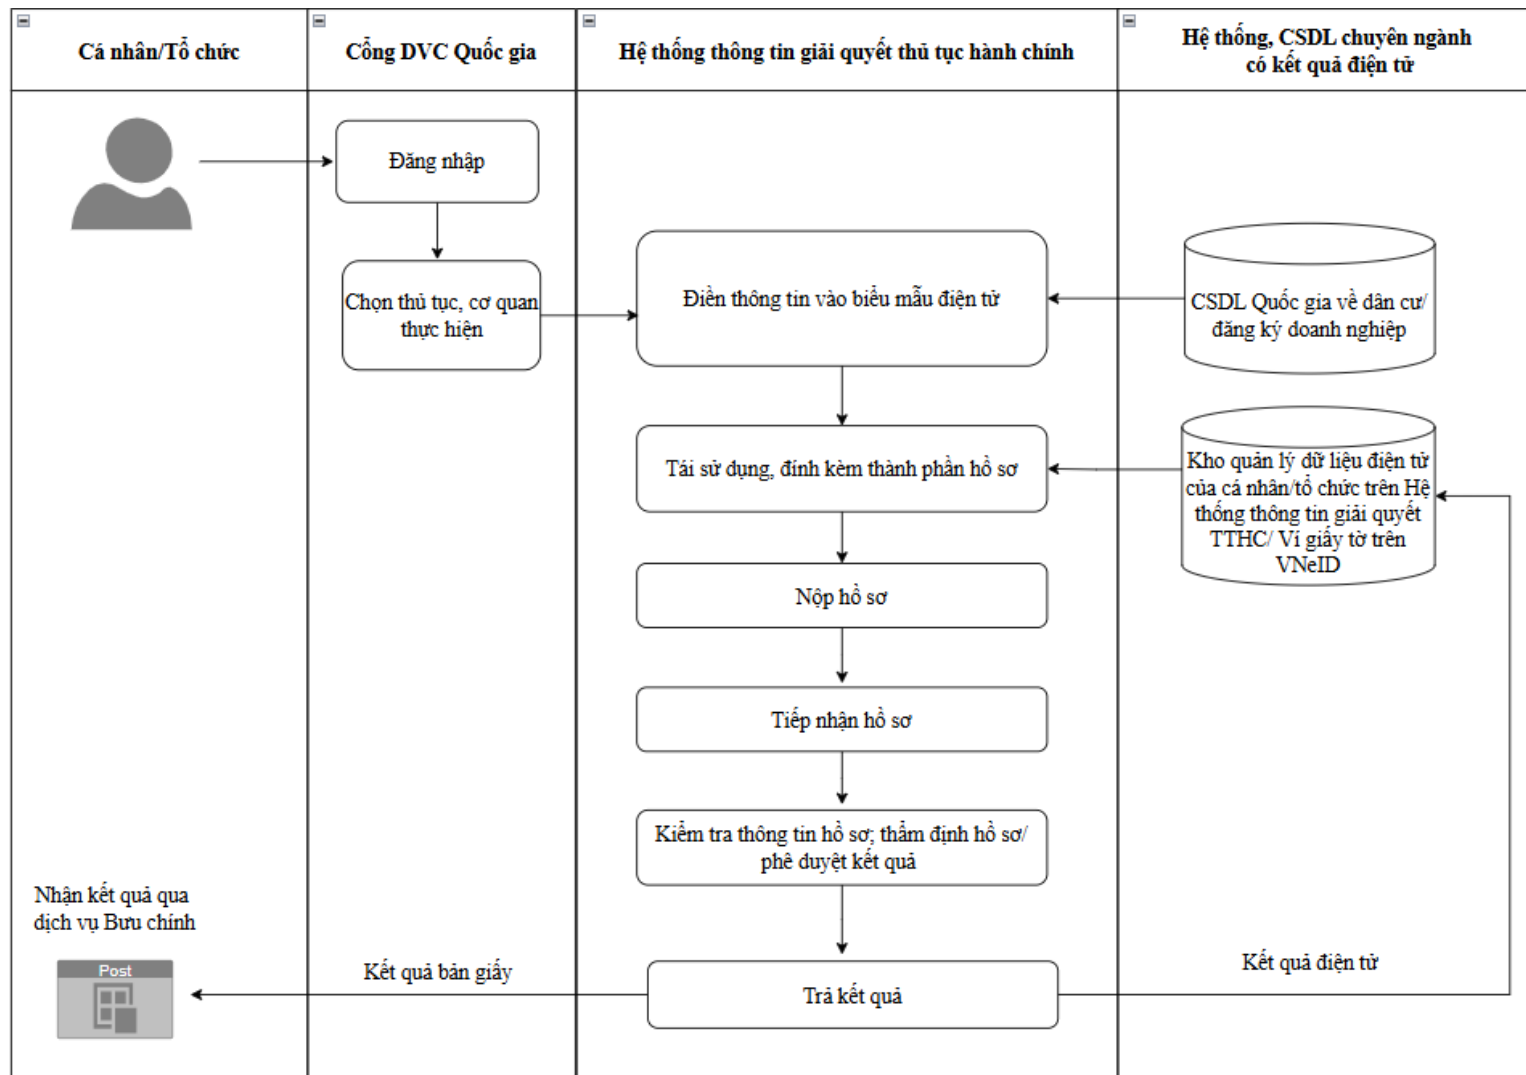 Cá nhân/Tổ chức
Cổng DVC Quốc gia
Hệ thống thông tin giải quyết thủ tục hành chính
Hệ thống, CSDL chuyên ngành
có kết quả điện tử
Đăng nhập
Chọn thủ tục, cơ quan
thực hiện
Điền thông tin vào biểu mẫu điện tử
CSDL Quốc gia về dân cư/
đăng ký doanh nghiệp
Tái sử dụng, đính kèm thành phần hồ sơ
Kho quản lý dữ liệu điện tử
của cá nhân/tổ chức trên Hệ
thống thông tin giải quyết
TTHC/ Ví giấy tờ trên
VNeID
Nộp hồ sơ
Tiếp nhận hồ sơ
Kiểm tra thông tin hồ sơ; thẩm định hồ sơ/
phê duyệt kết quả
Nhận kết quả qua
dịch vụ Bưu chính
Post
Kết quả bản giấy
Trả kết quả
Kết quả điện tử